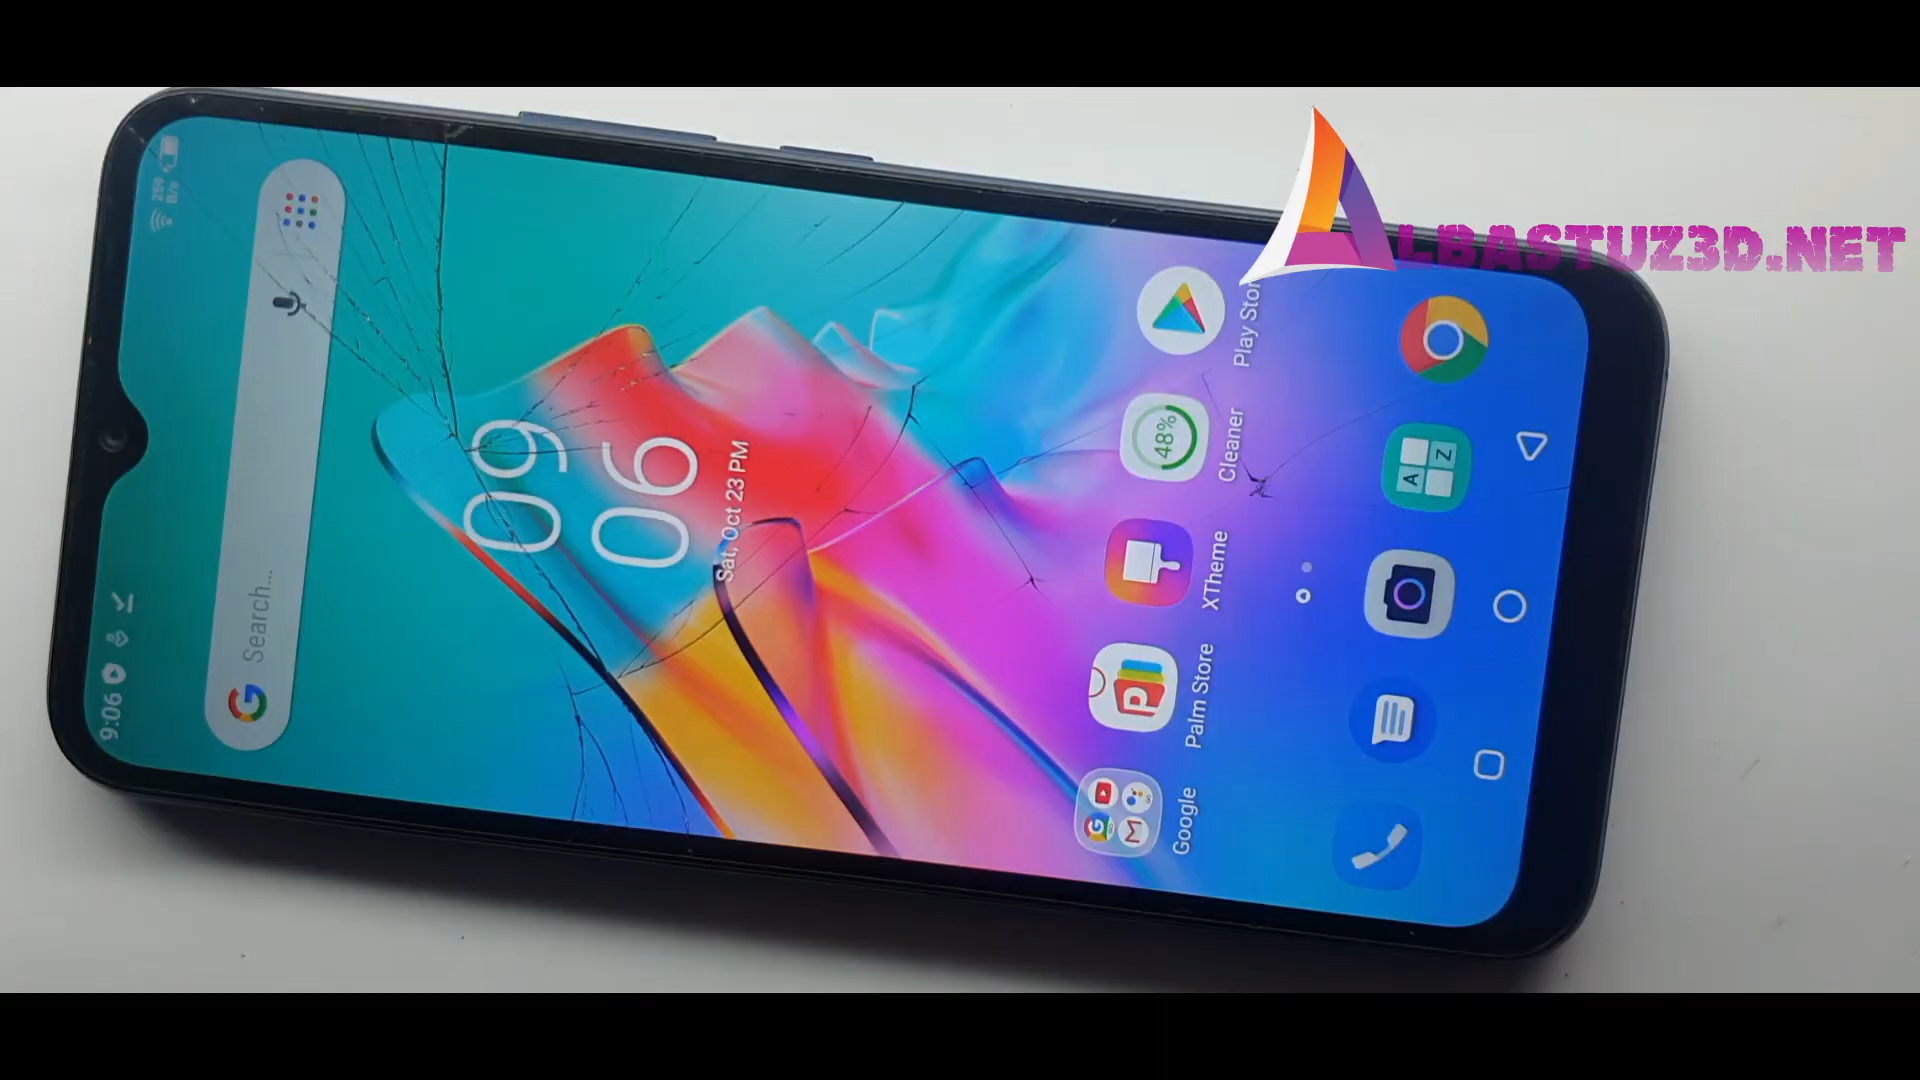 ALBASTUZ3D.NET
9:06
259
B/s
Search...
09
06
Sat, Oct 23 PM
Google
Palm Store
XTheme
48%
Cleaner
Play Stor
A
Z